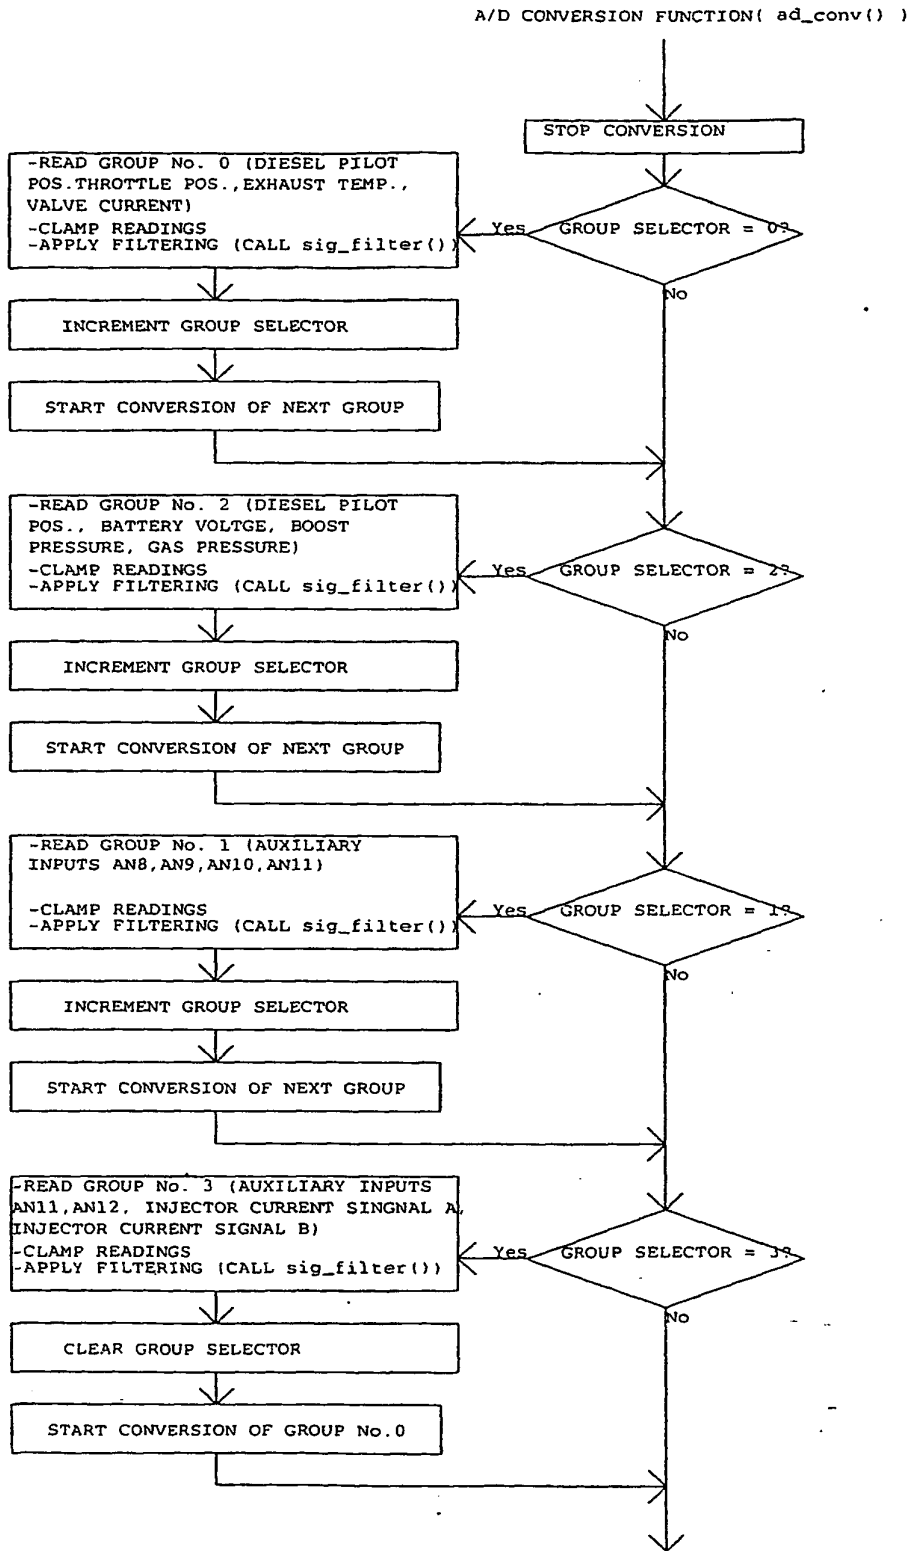 A/D CONVERSION FUNCTION( ad_conv() )
STOP CONVERSION
-READ GROUP No. 0 (DIESEL PILOT
POS.THROTTLE POS.,EXHAUST TEMP.,
VALVE CURRENT)
-CLAMP READINGS
-APPLY FILTERING (CALL sig_filter())
Yes
GROUP SELECTOR = 0?
No
INCREMENT GROUP SELECTOR
START CONVERSION OF NEXT GROUP
-READ GROUP No. 2 (DIESEL PILOT
POS., BATTERY VOLTGE, BOOST
PRESSURE, GAS PRESSURE)
-CLAMP READINGS
-APPLY FILTERING (CALL sig_filter())
Yes
GROUP SELECTOR = 2?
No
INCREMENT GROUP SELECTOR
START CONVERSION OF NEXT GROUP
-READ GROUP No. 1 (AUXILIARY
INPUTS AN8,AN9,AN10,AN11)
-CLAMP READINGS
-APPLY FILTERING (CALL sig_filter())
Yes
GROUP SELECTOR = 1?
No
INCREMENT GROUP SELECTOR
START CONVERSION OF NEXT GROUP
-READ GROUP No. 3 (AUXILIARY INPUTS
AN11,AN12, INJECTOR CURRENT SINGNAL A,
INJECTOR CURRENT SIGNAL B)
-CLAMP READINGS
-APPLY FILTERING (CALL sig_filter())
Yes
GROUP SELECTOR = 3?
No
CLEAR GROUP SELECTOR
START CONVERSION OF GROUP No.0